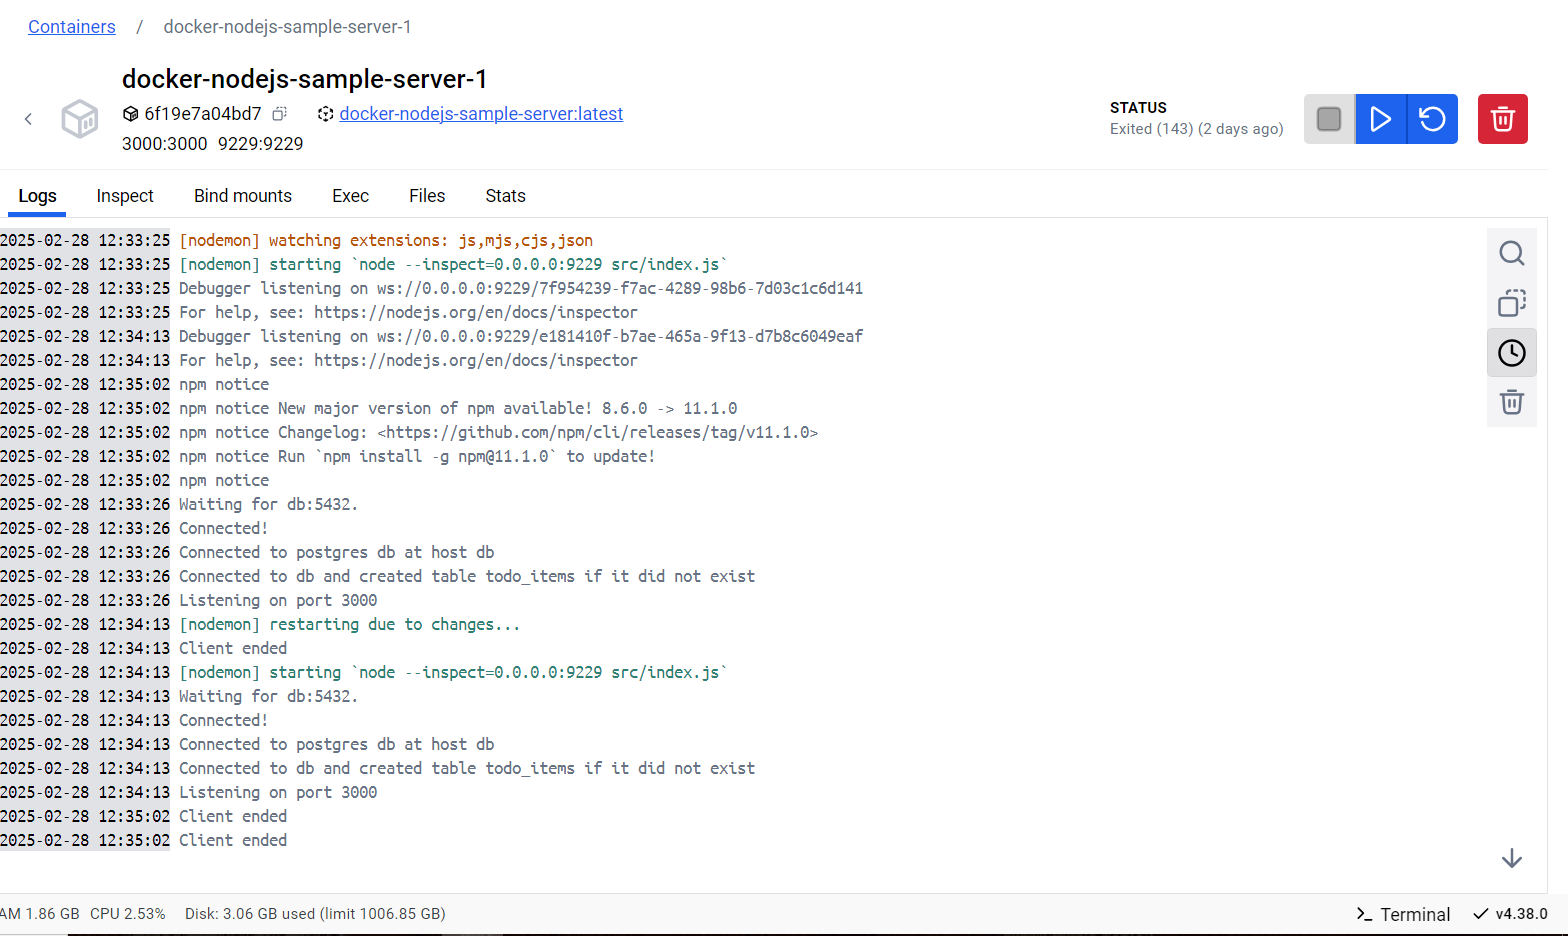 Containers / docker-nodejs-sample-server-1
docker-nodejs-sample-server-1
6f19e7a04bd7 docker-nodejs-sample-server:latest
3000:3000 9229:9229
STATUS
Exited (143) (2 days ago)
Logs Inspect Bind mounts Exec Files Stats
2025-02-28 12:33:25 [nodemon] watching extensions: js,mjs,cjs,json
2025-02-28 12:33:25 [nodemon] starting `node --inspect=0.0.0.0:9229 src/index.js`
2025-02-28 12:33:25 Debugger listening on ws://0.0.0.0:9229/7f954239-f7ac-4289-98b6-7d03c1c6d141
2025-02-28 12:33:25 For help, see: https://nodejs.org/en/docs/inspector
2025-02-28 12:34:13 Debugger listening on ws://0.0.0.0:9229/e181410f-b7ae-465a-9f13-d7b8c6049eaf
2025-02-28 12:34:13 For help, see: https://nodejs.org/en/docs/inspector
2025-02-28 12:35:02 npm notice
2025-02-28 12:35:02 npm notice New major version of npm available! 8.6.0 -> 11.1.0
2025-02-28 12:35:02 npm notice Changelog: <https://github.com/npm/cli/releases/tag/v11.1.0>
2025-02-28 12:35:02 npm notice Run `npm install -g npm@11.1.0` to update!
2025-02-28 12:35:02 npm notice
2025-02-28 12:33:26 Waiting for db:5432.
2025-02-28 12:33:26 Connected!
2025-02-28 12:33:26 Connected to postgres db at host db
2025-02-28 12:33:26 Connected to db and created table todo_items if it did not exist
2025-02-28 12:33:26 Listening on port 3000
2025-02-28 12:34:13 [nodemon] restarting due to changes...
2025-02-28 12:34:13 Client ended
2025-02-28 12:34:13 [nodemon] starting `node --inspect=0.0.0.0:9229 src/index.js`
2025-02-28 12:34:13 Waiting for db:5432.
2025-02-28 12:34:13 Connected!
2025-02-28 12:34:13 Connected to postgres db at host db
2025-02-28 12:34:13 Connected to db and created table todo_items if it did not exist
2025-02-28 12:34:13 Listening on port 3000
2025-02-28 12:35:02 Client ended
2025-02-28 12:35:02 Client ended
AM 1.86 GB CPU 2.53% Disk: 3.06 GB used (limit 1006.85 GB) Terminal v4.38.0